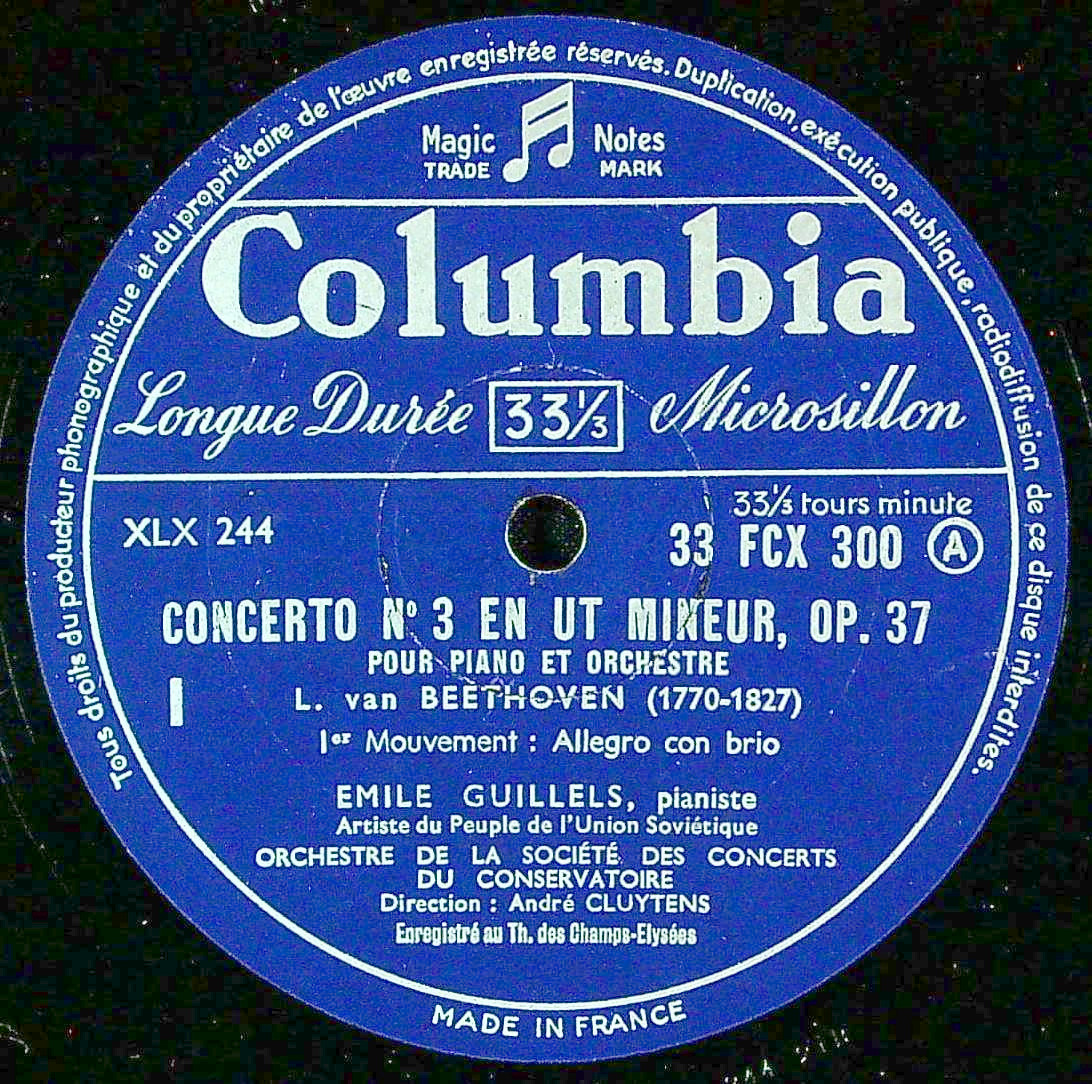 Tous droits du producteur phonographique et du propriétaire de l'œuvre enregistrée réservés. Duplication, exécution publique, radiodiffusion de ce disque interdites.
Magic Notes
TRADE MARK
Columbia
Longue Durée 33⅓ Microsillon
33⅓ tours minute
XLX 244 33 FCX 300 A
CONCERTO Nº 3 EN UT MINEUR, OP. 37
POUR PIANO ET ORCHESTRE
I L. van BEETHOVEN (1770-1827)
Ier Mouvement : Allegro con brio
EMILE GUILLELS, pianiste
Artiste du Peuple de l'Union Soviétique
ORCHESTRE DE LA SOCIÉTÉ DES CONCERTS
DU CONSERVATOIRE
Direction : André CLUYTENS
Enregistré au Th. des Champs-Elysées
MADE IN FRANCE